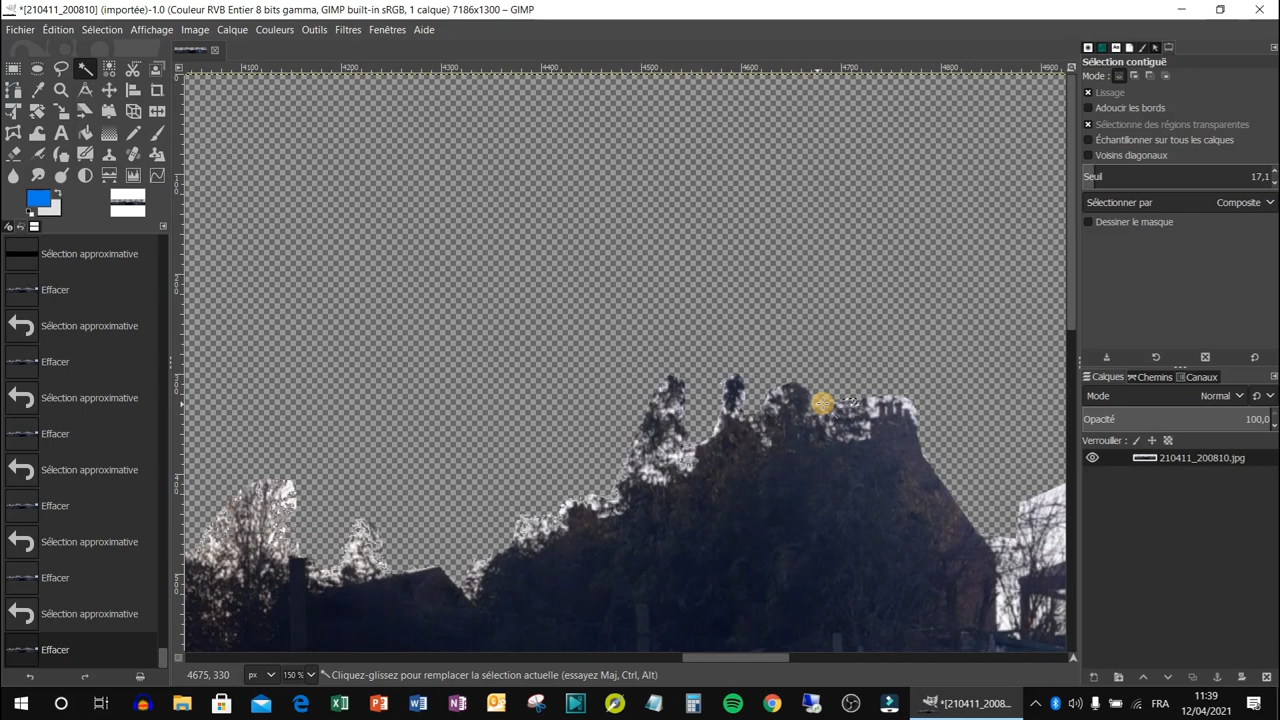 *[210411_200810] (importée)-1.0 (Couleur RVB Entier 8 bits gamma, GIMP built-in sRGB, 1 calque) 7186x1300 – GIMP
Fichier Édition Sélection Affichage Image Calque Couleurs Outils Filtres Fenêtres Aide
4100 4200 4300 4400 4500 4600 4700 4800 4900
0
100
200
300
400
500
Sélection approximative
Effacer
Sélection approximative
Effacer
Sélection approximative
Effacer
Sélection approximative
Effacer
Sélection approximative
Effacer
Sélection approximative
Effacer
Sélection contiguë
Mode :
Lissage
Adoucir les bords
Sélectionne des régions transparentes
Échantillonner sur tous les calques
Voisins diagonaux
Seuil 17,1
Sélectionner par Composite
Dessiner le masque
Calques Chemins Canaux
Mode Normal
Opacité 100,0
Verrouiller :
210411_200810.jpg
4675, 330 px 150 % Cliquez-glissez pour remplacer la sélection actuelle (essayez Maj, Ctrl, Alt)
*[210411_2008...
FRA
11:39
12/04/2021